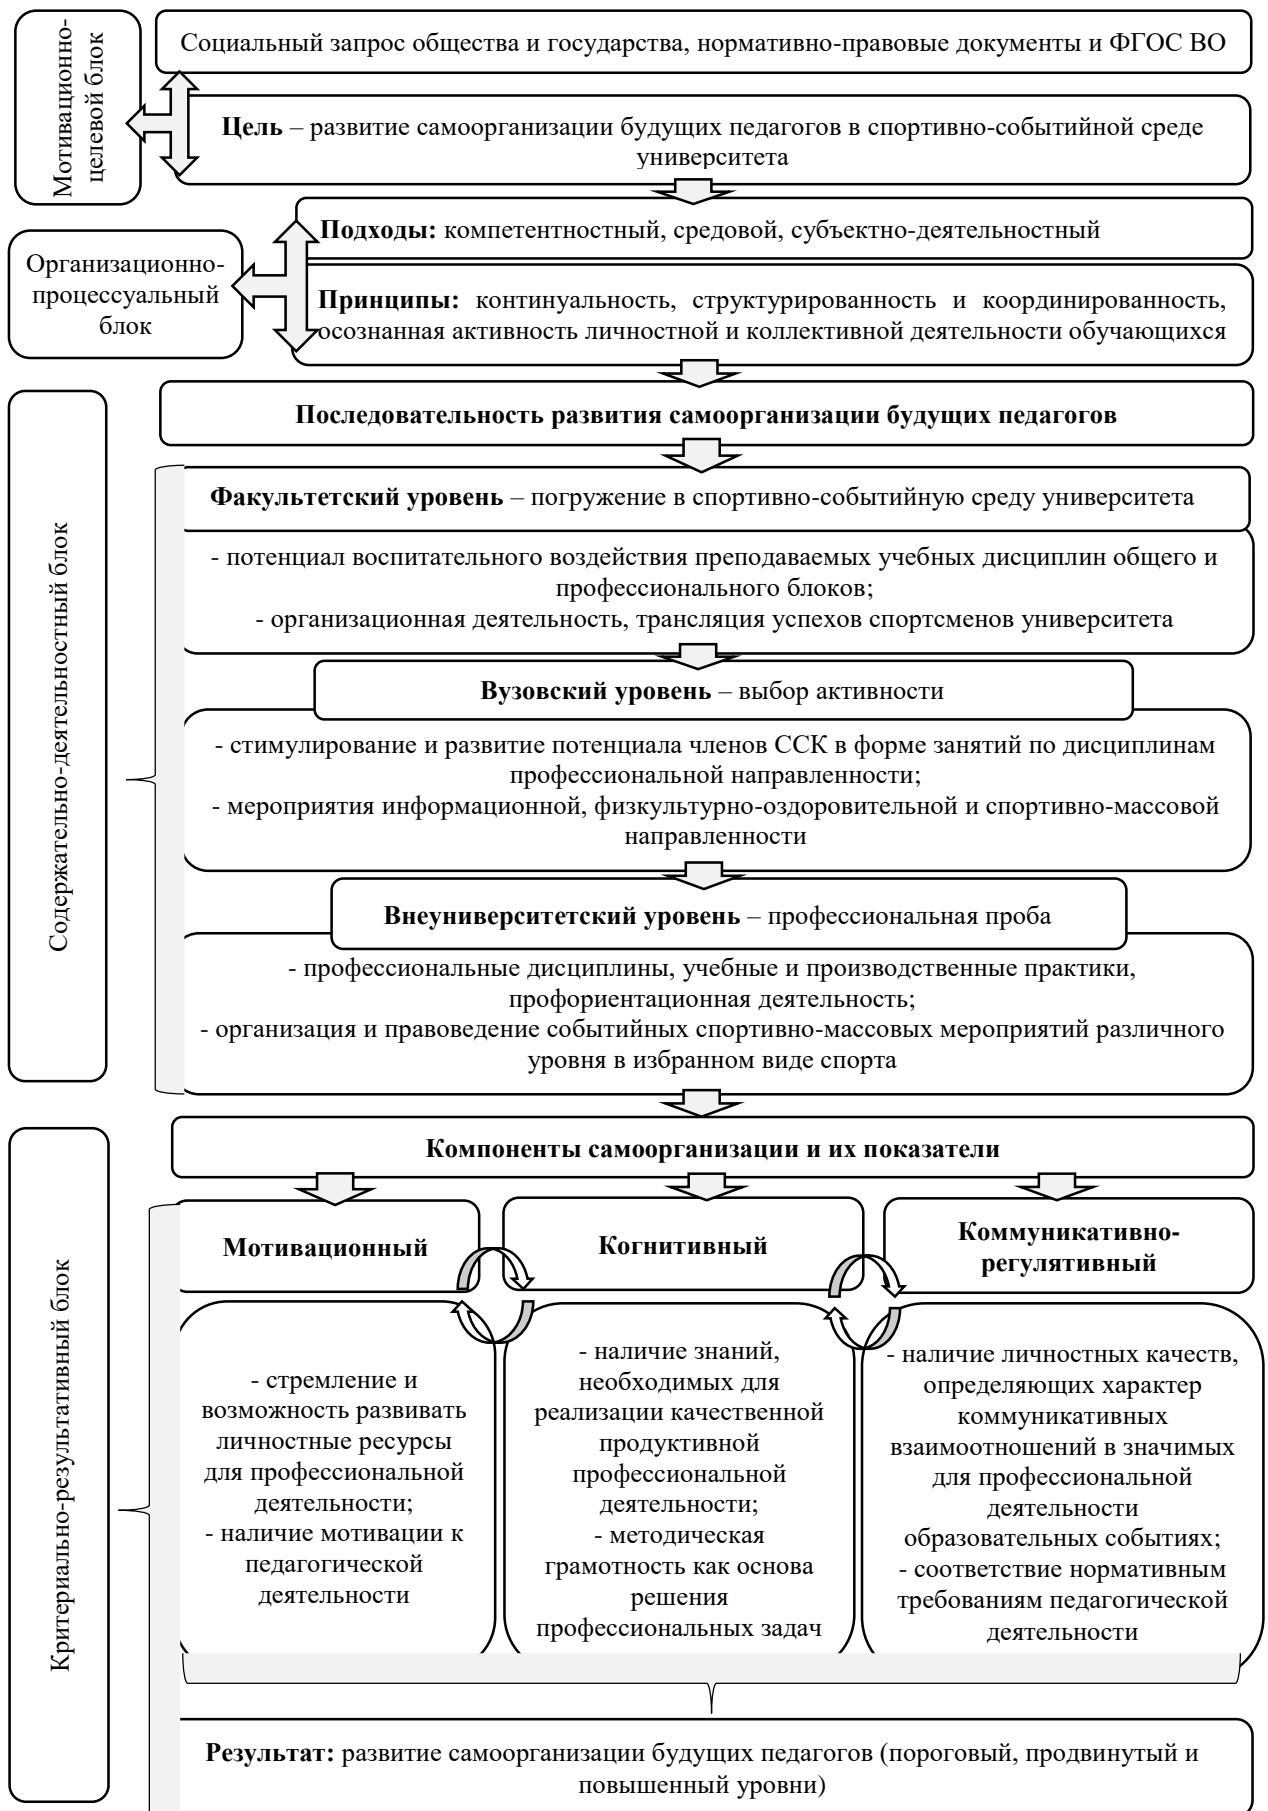 Мотивационно-
целевой блок
Социальный запрос общества и государства, нормативно-правовые документы и ФГОС ВО
Цель – развитие самоорганизации будущих педагогов в спортивно-событийной среде
университета
Организационно-
процессуальный
блок
Подходы: компетентностный, средовой, субъектно-деятельностный
Принципы: континуальность, структурированность и координированность,
осознанная активность личностной и коллективной деятельности обучающихся
Содержательно-деятельностный блок
Последовательность развития самоорганизации будущих педагогов
Факультетский уровень – погружение в спортивно-событийную среду университета
- потенциал воспитательного воздействия преподаваемых учебных дисциплин общего и
профессионального блоков;
- организационная деятельность, трансляция успехов спортсменов университета
Вузовский уровень – выбор активности
- стимулирование и развитие потенциала членов ССК в форме занятий по дисциплинам
профессиональной направленности;
- мероприятия информационной, физкультурно-оздоровительной и спортивно-массовой
направленности
Внеуниверситетский уровень – профессиональная проба
- профессиональные дисциплины, учебные и производственные практики,
профориентационная деятельность;
- организация и правоведение событийных спортивно-массовых мероприятий различного
уровня в избранном виде спорта
Критериально-результативный блок
Компоненты самоорганизации и их показатели
Мотивационный
- стремление и
возможность развивать
личностные ресурсы
для профессиональной
деятельности;
- наличие мотивации к
педагогической
деятельности
Когнитивный
- наличие знаний,
необходимых для
реализации качественной
продуктивной
профессиональной
деятельности;
- методическая
грамотность как основа
решения
профессиональных задач
Коммуникативно-
регулятивный
- наличие личностных качеств,
определяющих характер
коммуникативных
взаимоотношений в значимых
для профессиональной
деятельности
образовательных событиях;
- соответствие нормативным
требованиям педагогической
деятельности
Результат: развитие самоорганизации будущих педагогов (пороговый, продвинутый и
повышенный уровни)